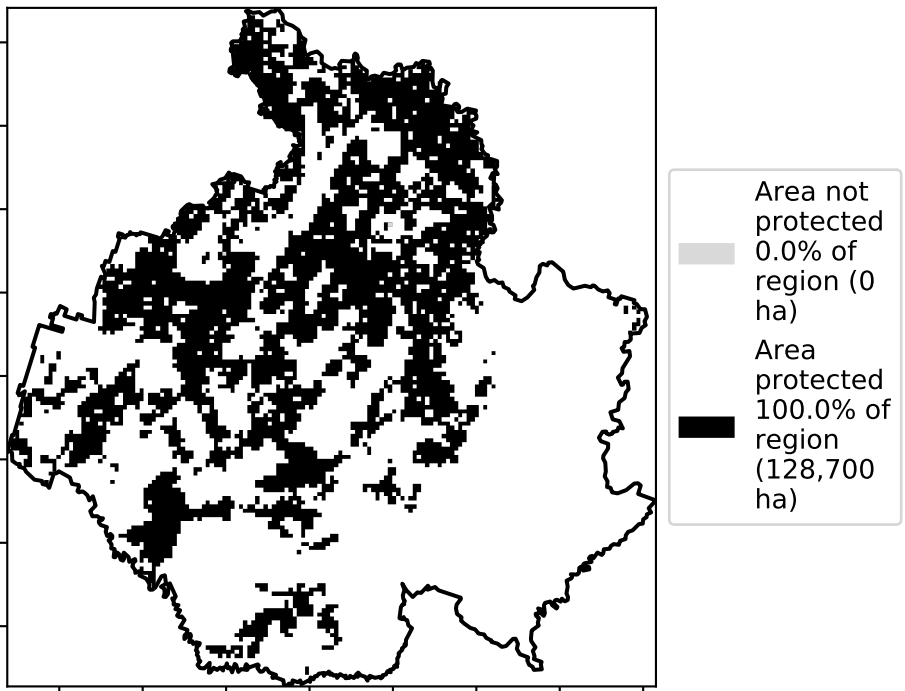 Area not
protected
0.0% of
region (0
ha)
Area
protected
100.0% of
region
(128,700
ha)